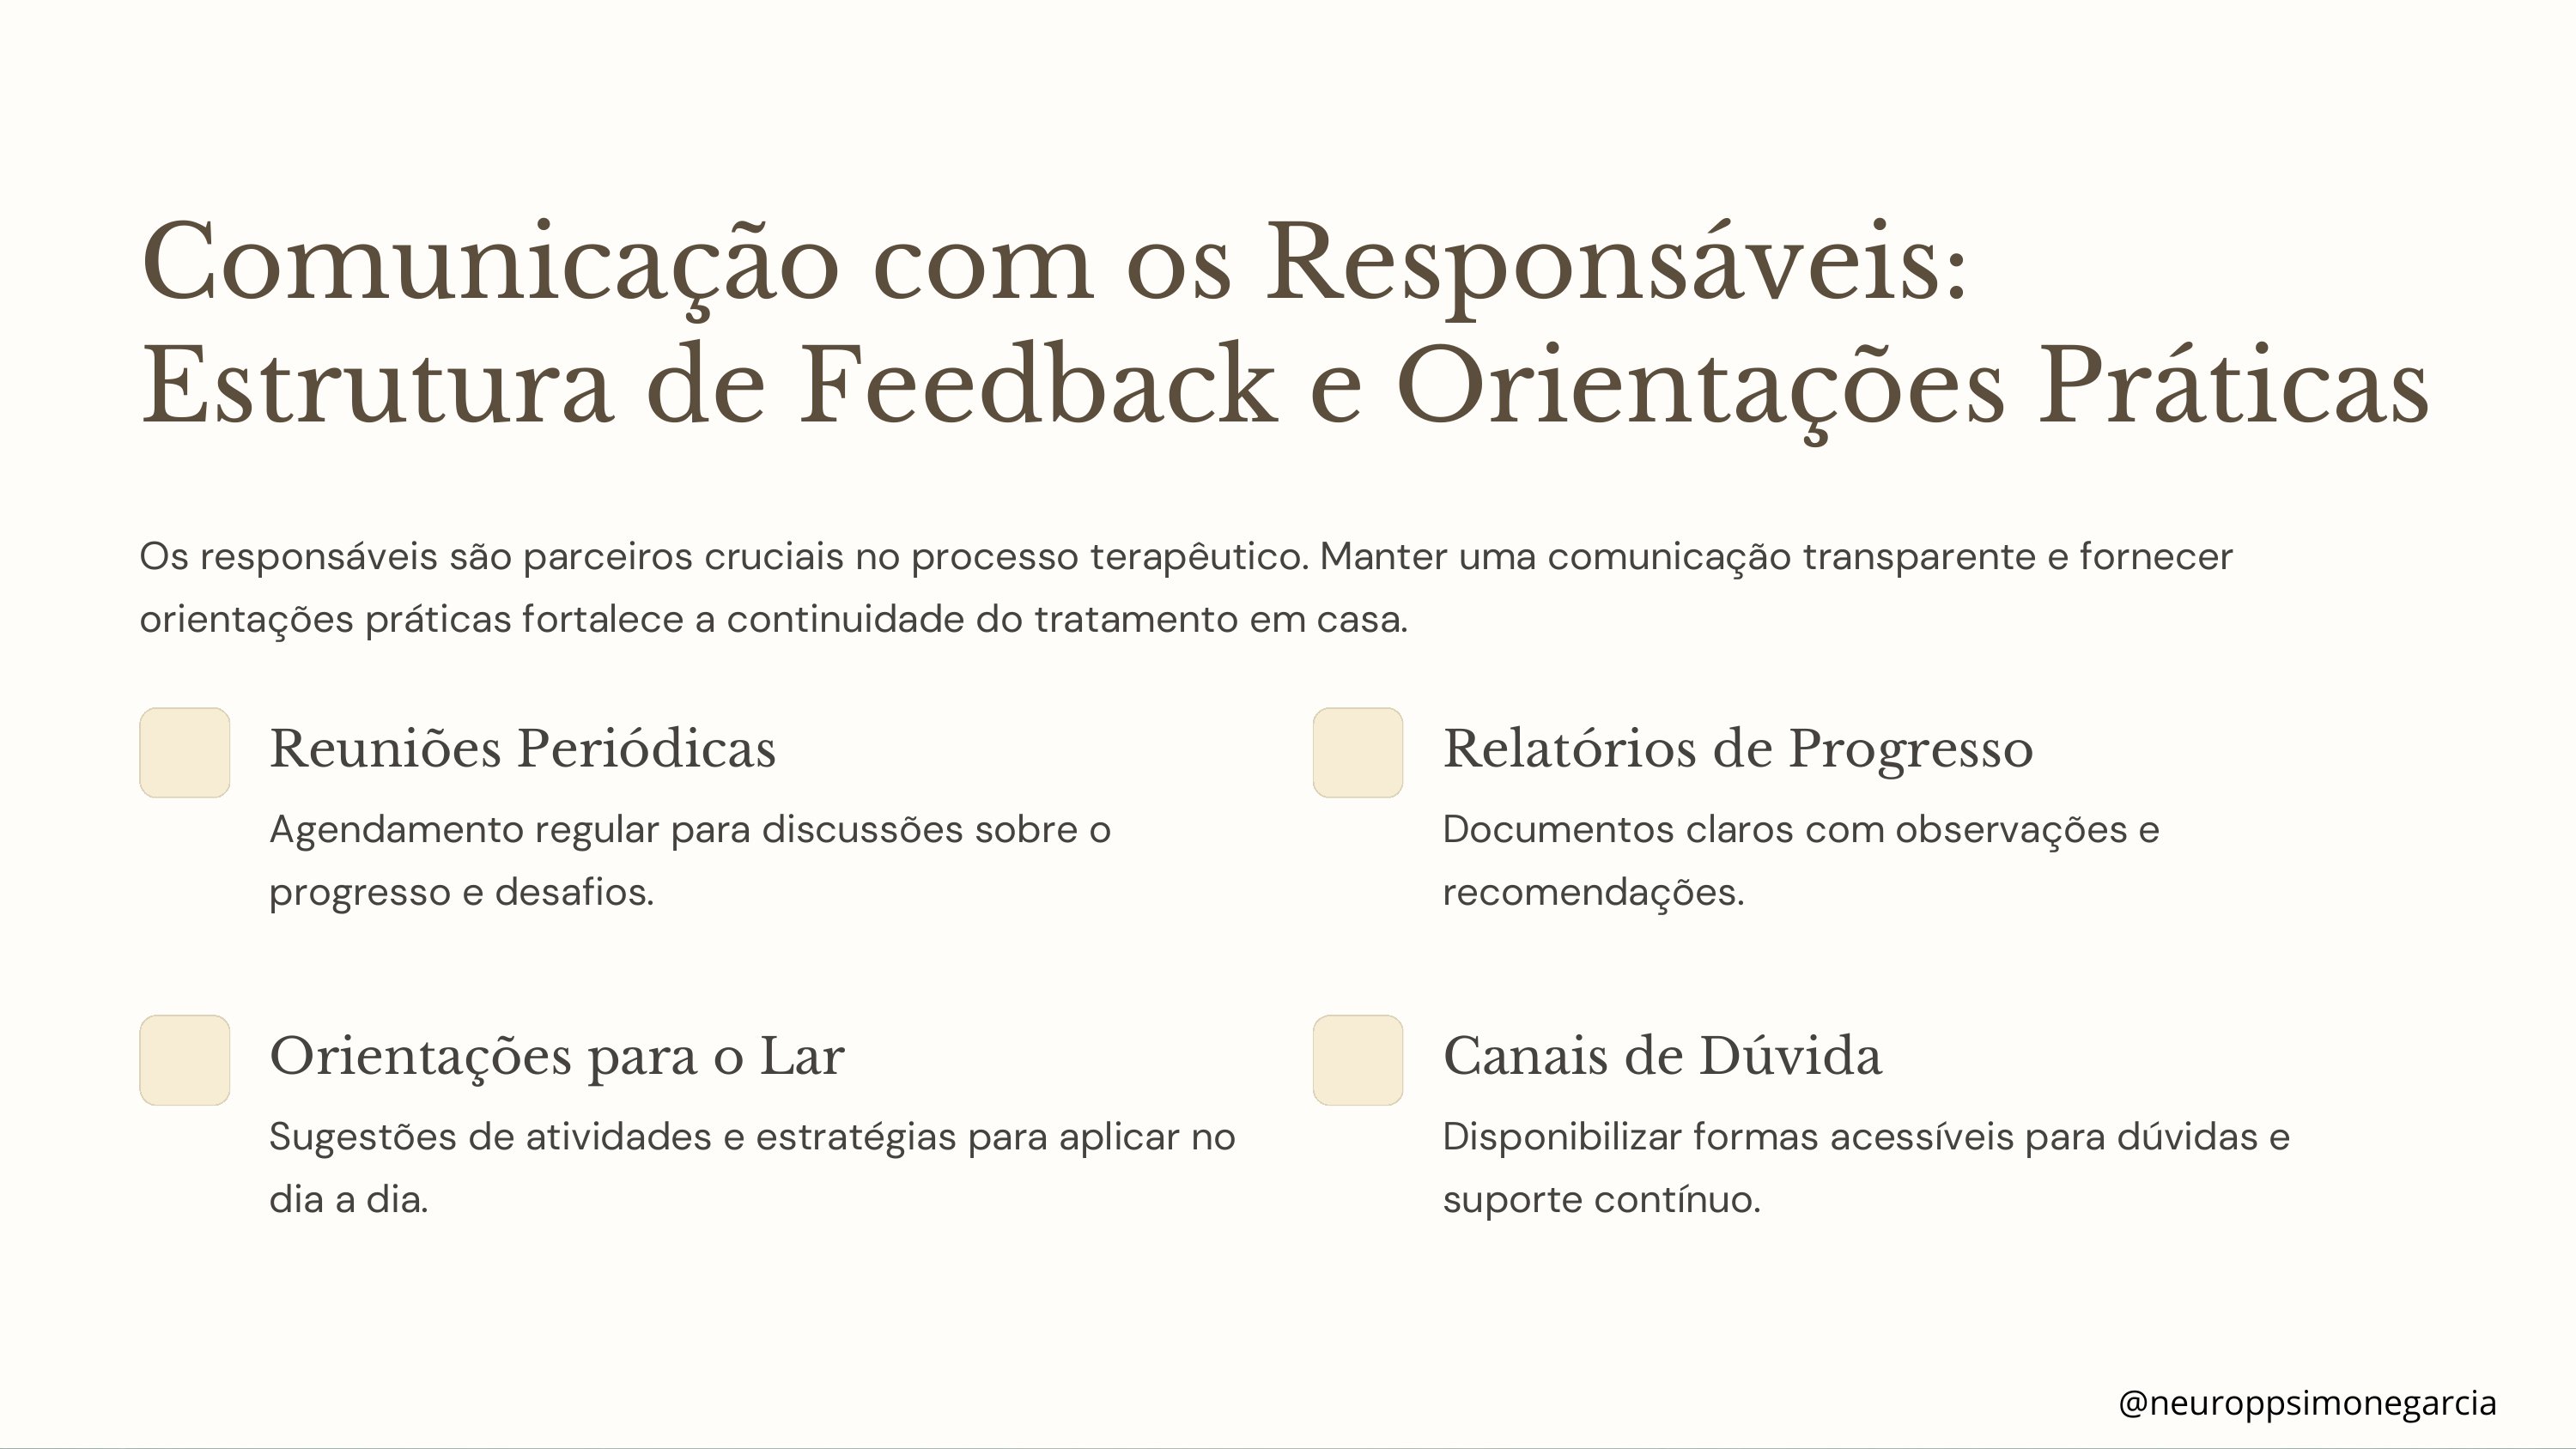 Comunicação com os Responsáveis:
Estrutura de Feedback e Orientações Práticas
Os responsáveis são parceiros cruciais no processo terapêutico. Manter uma comunicação transparente e fornecer
orientações práticas fortalece a continuidade do tratamento em casa.
Reuniões Periódicas
Agendamento regular para discussões sobre o
progresso e desafios.
Relatórios de Progresso
Documentos claros com observações e
recomendações.
Orientações para o Lar
Sugestões de atividades e estratégias para aplicar no
dia a dia.
Canais de Dúvida
Disponibilizar formas acessíveis para dúvidas e
suporte contínuo.
@neuroppsimonegarcia